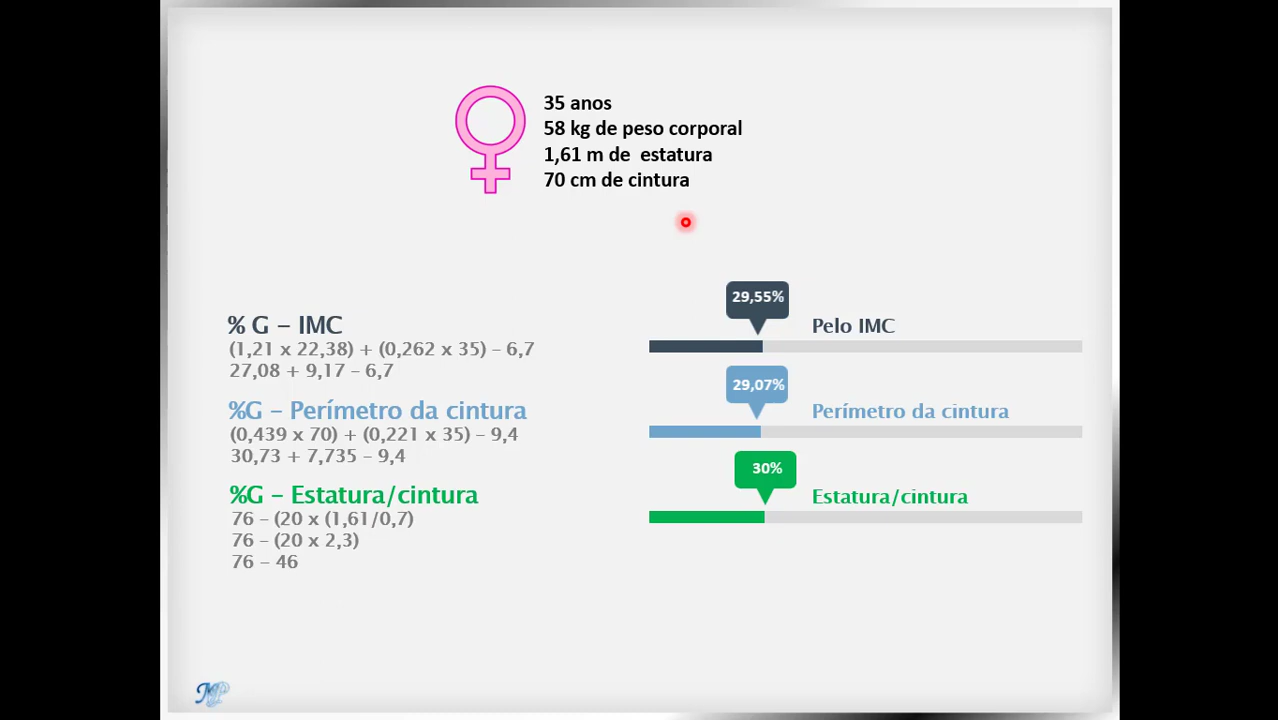 35 anos
58 kg de peso corporal
1,61 m de estatura
70 cm de cintura
% G – IMC
(1,21 x 22,38) + (0,262 x 35) – 6,7
27,08 + 9,17 – 6,7
29,55%
Pelo IMC
%G – Perímetro da cintura
(0,439 x 70) + (0,221 x 35) – 9,4
30,73 + 7,735 – 9,4
29,07%
Perímetro da cintura
%G – Estatura/cintura
76 – (20 x (1,61/0,7)
76 – (20 x 2,3)
76 – 46
30%
Estatura/cintura